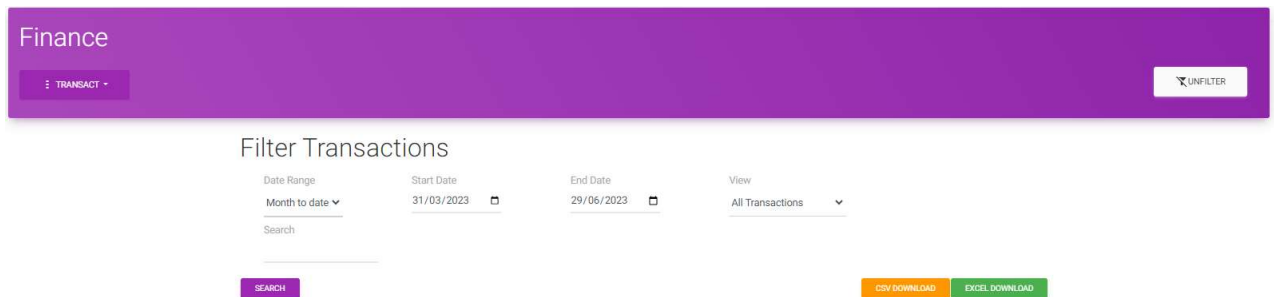 Finance
TRANSACT
UNFILTER
Filter Transactions
Date Range Start Date End Date View
Month to date 31/03/2023 29/06/2023 All Transactions
Search
SEARCH CSV DOWNLOAD EXCEL DOWNLOAD